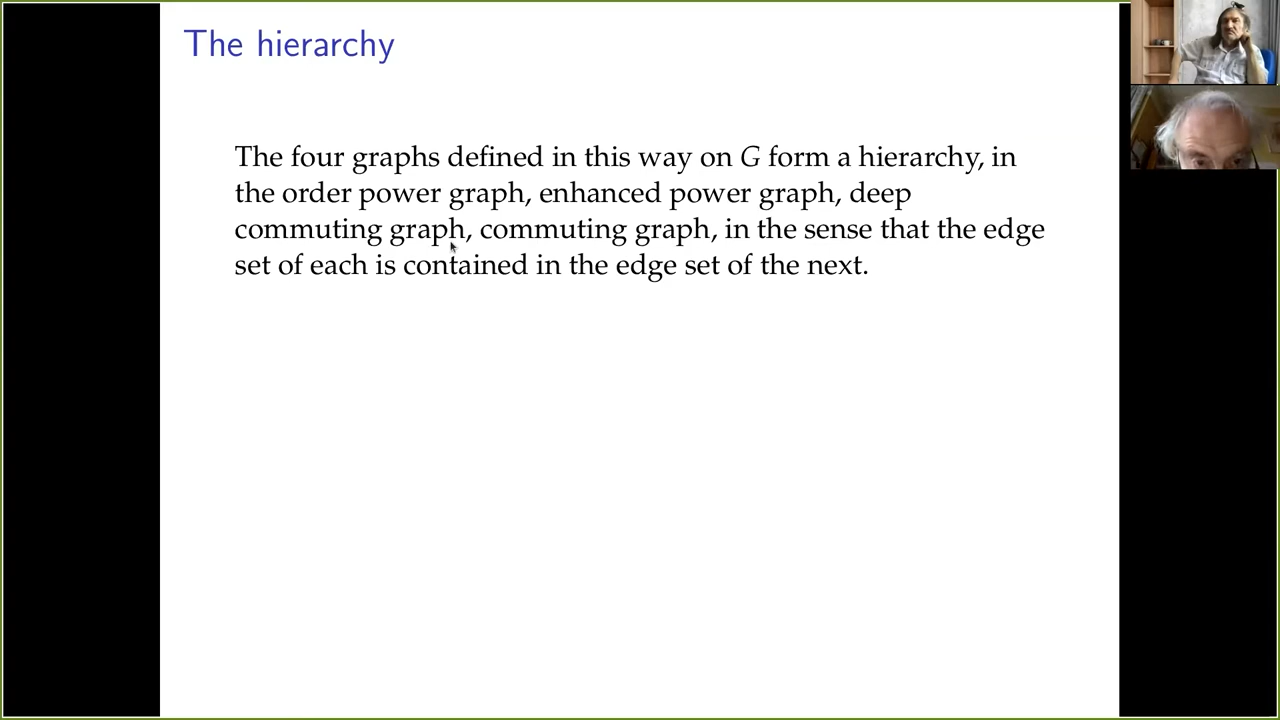 The hierarchy
The four graphs defined in this way on G form a hierarchy, in
the order power graph, enhanced power graph, deep
commuting graph, commuting graph, in the sense that the edge
set of each is contained in the edge set of the next.